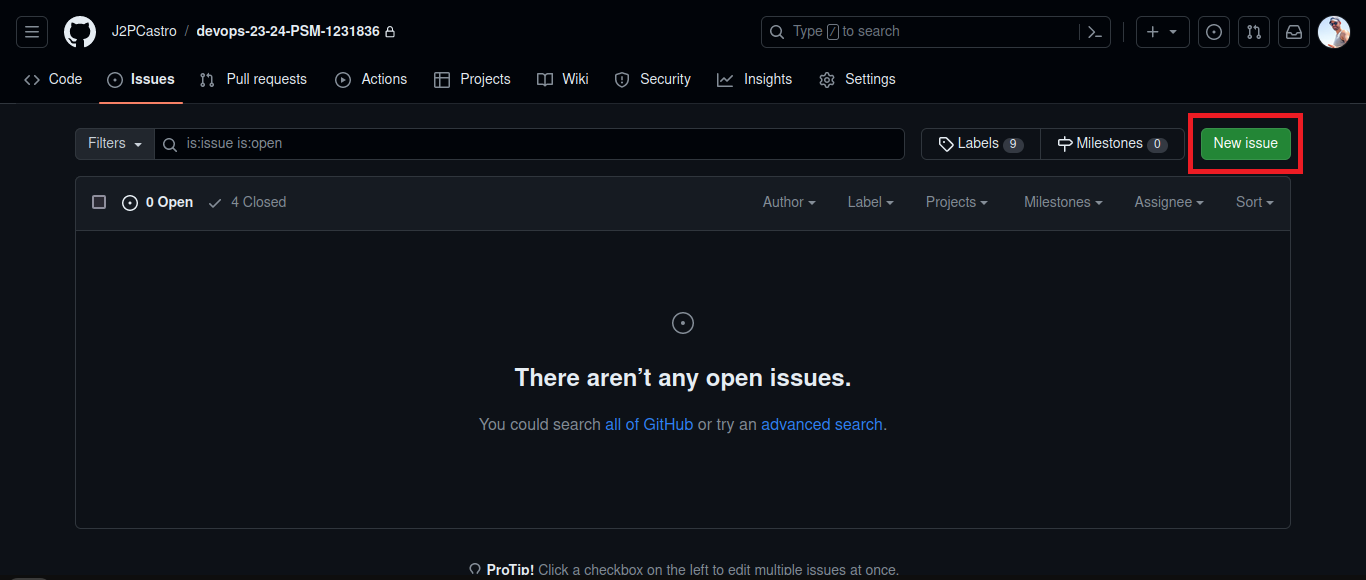 J2PCastro / devops-23-24-PSM-1231836 Type / to search
Code Issues Pull requests Actions Projects Wiki Security Insights Settings
Filters is:issue is:open Labels 9 Milestones 0 New issue
0 Open 4 Closed Author Label Projects Milestones Assignee Sort
There aren’t any open issues.
You could search all of GitHub or try an advanced search.
ProTip! Click a checkbox on the left to edit multiple issues at once.